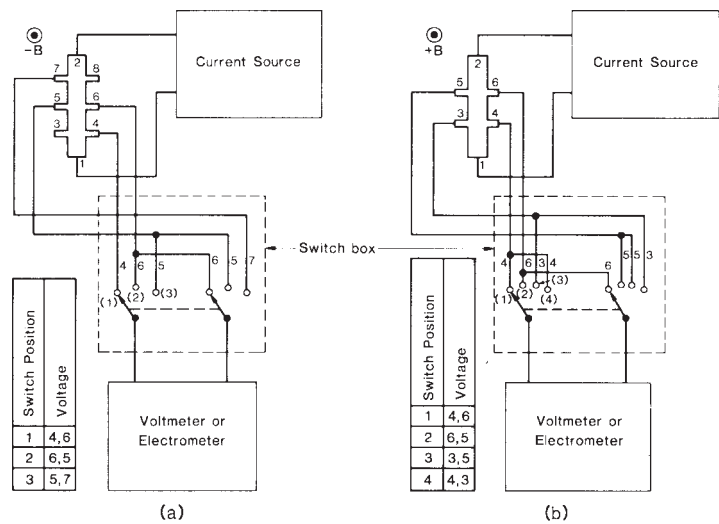 −B
2
7
8
5
6
3
4
1
Current Source
4
6
5
6
5
7
(1)
(2)
(3)
Switch Position
Voltage
1 4,6
2 6,5
3 5,7
Voltmeter or
Electrometer
(a)
Switch box
+B
2
5
6
3
4
1
Current Source
4
6
3
4
6
5
5
3
(1)
(2)
(3)
(4)
Switch Position
Voltage
1 4,6
2 6,5
3 3,5
4 4,3
Voltmeter or
Electrometer
(b)